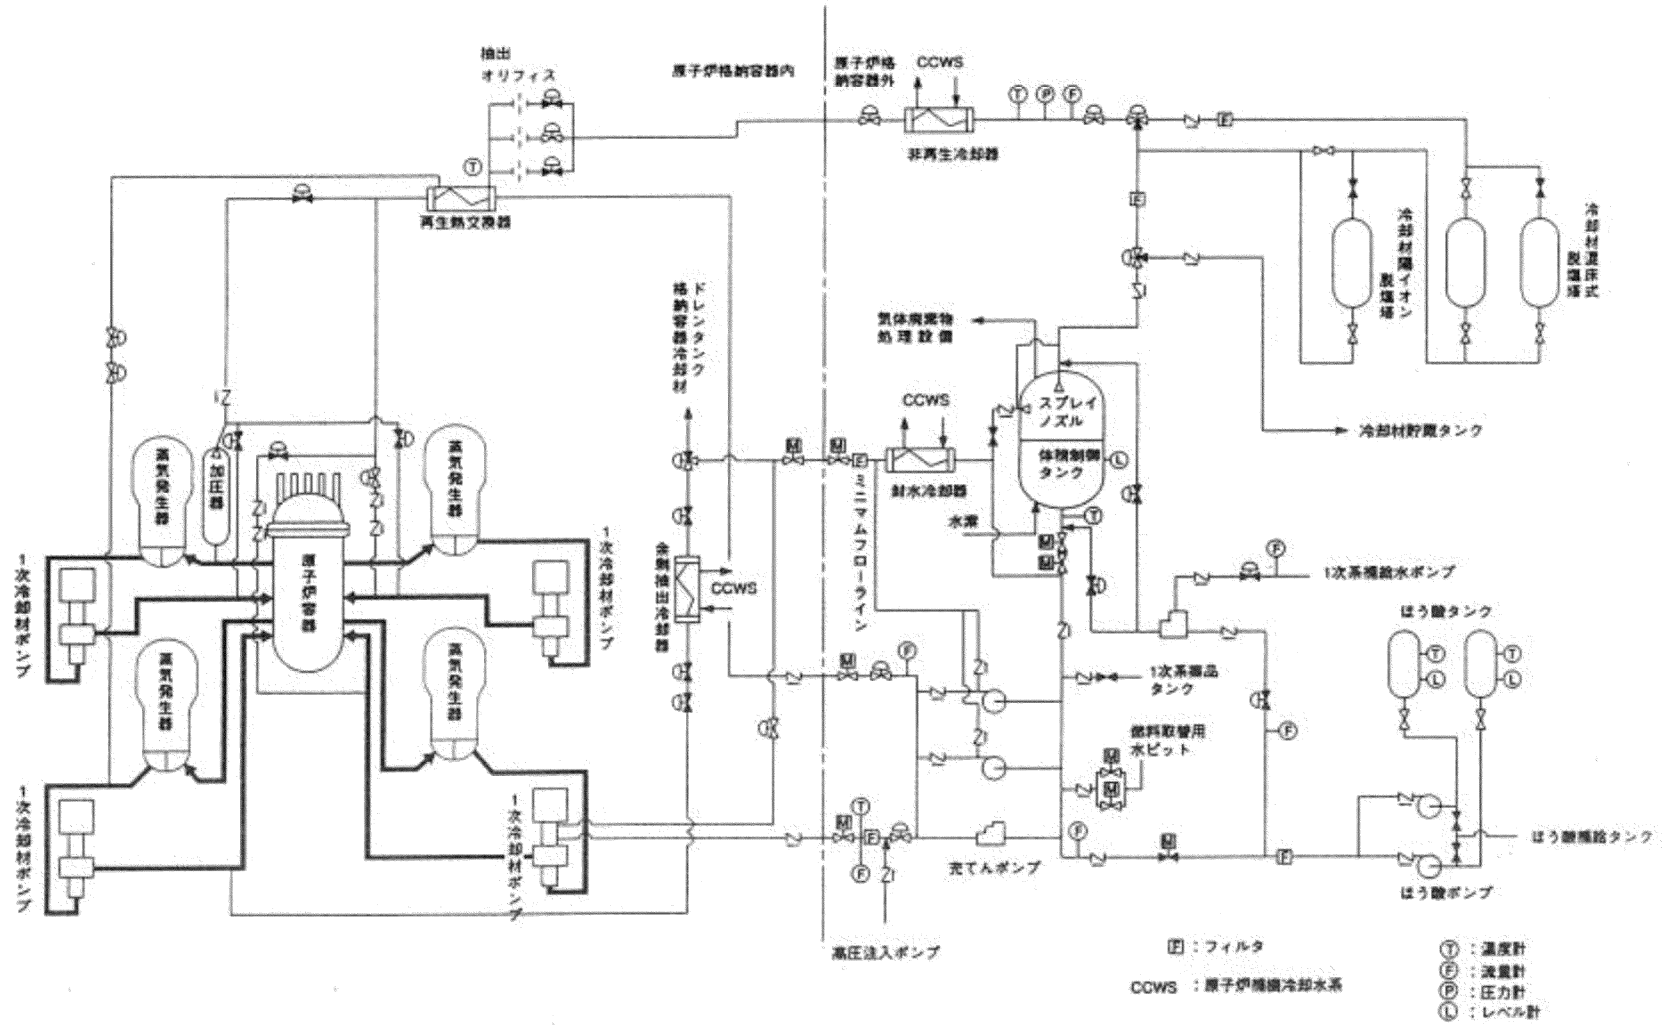 抽出
オリフィス
原子炉格納容器内
原子炉格
納容器外
CCWS
T
P
F
F
非再生冷却器
T
再生熱交換器
F
冷却材陽イオン
脱塩塔
冷却材混床式
脱塩塔
格納容器冷却材
ドレンタンク
気体廃棄物
処理設備
CCWS
スプレイ
ノズル
体積制御
タンク
L
冷却材貯蔵タンク
M
M
F
封水冷却器
ミニマムフローライン
水素
T
M
M
蒸気発生器
加圧器
蒸気発生器
原子炉容器
1次冷却材ポンプ
1次冷却材ポンプ
余剰抽出冷却器
CCWS
F
1次系補給水ポンプ
ほう酸タンク
T
L
T
L
蒸気発生器
蒸気発生器
M
F
1次系薬品
タンク
F
燃料取替用
水ピット
M
M
1次冷却材ポンプ
1次冷却材ポンプ
T
M
F
F
充てんポンプ
F
M
F
ほう酸補給タンク
ほう酸ポンプ
高圧注入ポンプ
F:フィルタ
CCWS:原子炉補機冷却水系
T:温度計
F:流量計
P:圧力計
L:レベル計